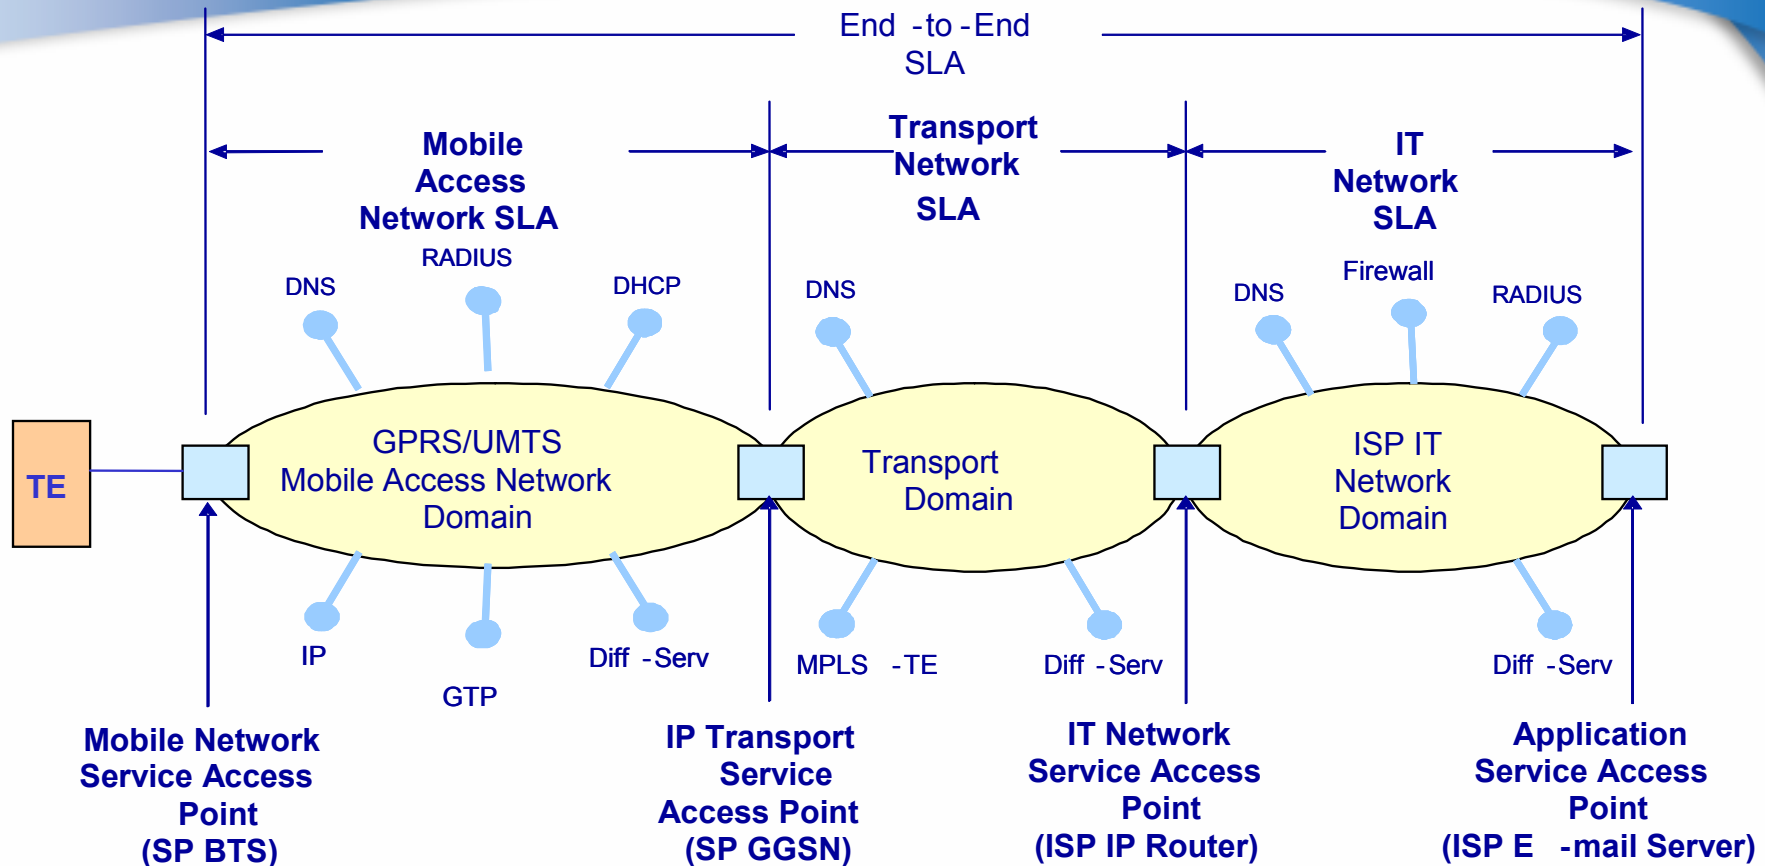 End -to -End
SLA
Mobile
Access
Network SLA
Transport
Network
SLA
IT
Network
SLA
DNS
RADIUS
DHCP
DNS
DNS
Firewall
RADIUS
TE
GPRS/UMTS
Mobile Access Network
Domain
Transport
Domain
ISP IT
Network
Domain
IP
GTP
Diff -Serv
MPLS -TE
Diff -Serv
Diff -Serv
Mobile Network
Service Access
Point
(SP BTS)
IP Transport
Service
Access Point
(SP GGSN)
IT Network
Service Access
Point
(ISP IP Router)
Application
Service Access
Point
(ISP E -mail Server)